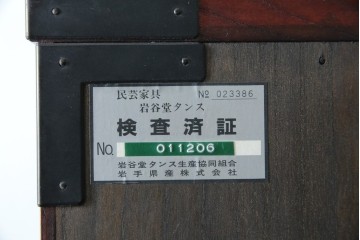 民芸家具 № 023386
岩谷堂タンス
検査済証
No. 011206
岩谷堂タンス生産協同組合
岩手県産株式会社